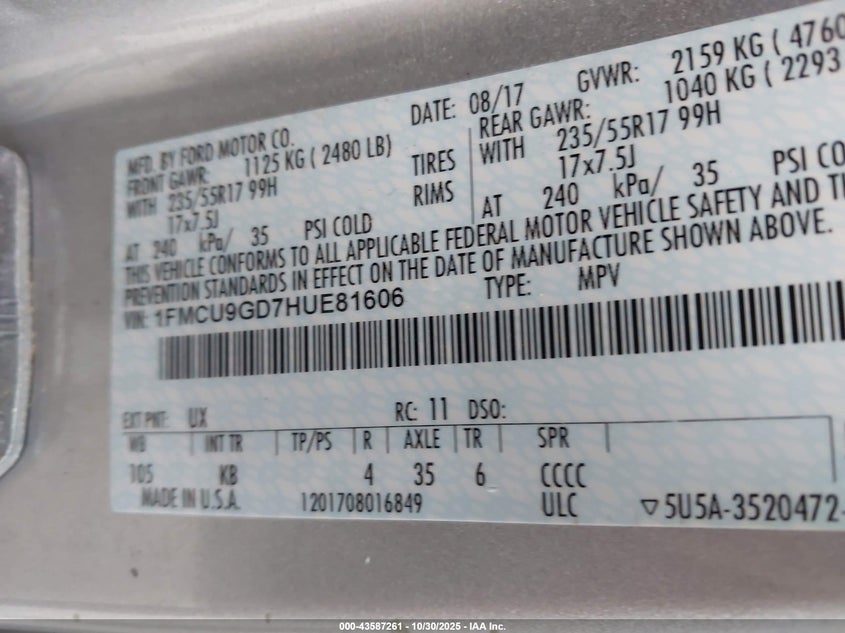 MFD. BY FORD MOTOR CO. DATE: 08/17 GVWR: 2159 KG ( 4760
FRONT GAWR: 1125 KG ( 2480 LB) REAR GAWR: 1040 KG ( 2293
WITH 235/55R17 99H TIRES WITH 235/55R17 99H
17x7.5J RIMS 17x7.5J
AT 240 kPa/ 35 PSI COLD AT 240 kPa/ 35 PSI CO
THIS VEHICLE CONFORMS TO ALL APPLICABLE FEDERAL MOTOR VEHICLE SAFETY AND
PREVENTION STANDARDS IN EFFECT ON THE DATE OF MANUFACTURE SHOWN ABOVE.
VIN: 1FMCU9GD7HUE81606 TYPE: MPV
EXT PNT: UX RC: 11 DSO:
WB INT TR TP/PS R AXLE TR SPR
105 KB 4 35 6 CCCC
MADE IN U.S.A. 1201708016849 ULC ▽5U5A-3520472-
000-43587261 - 10/30/2025 - IAA Inc.